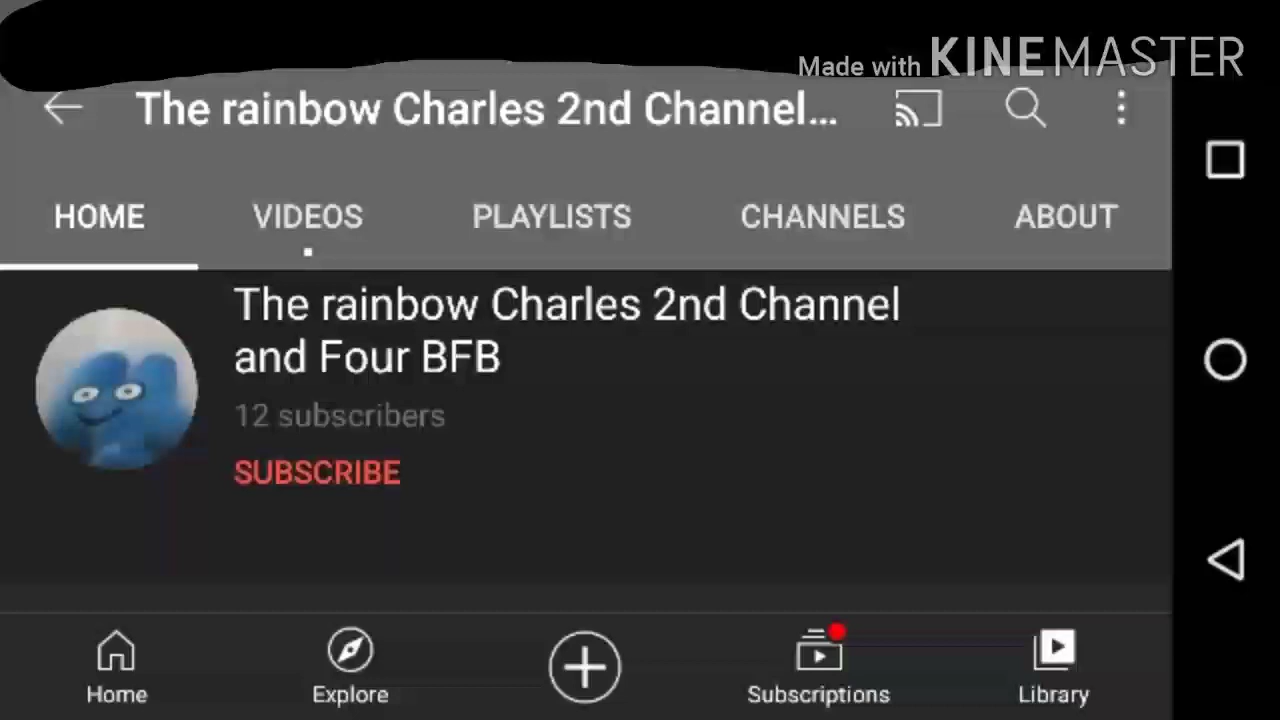 Made with KINEMASTER
The rainbow Charles 2nd Channel...
HOME VIDEOS PLAYLISTS CHANNELS ABOUT
The rainbow Charles 2nd Channel
and Four BFB
12 subscribers
SUBSCRIBE
Home Explore Subscriptions Library